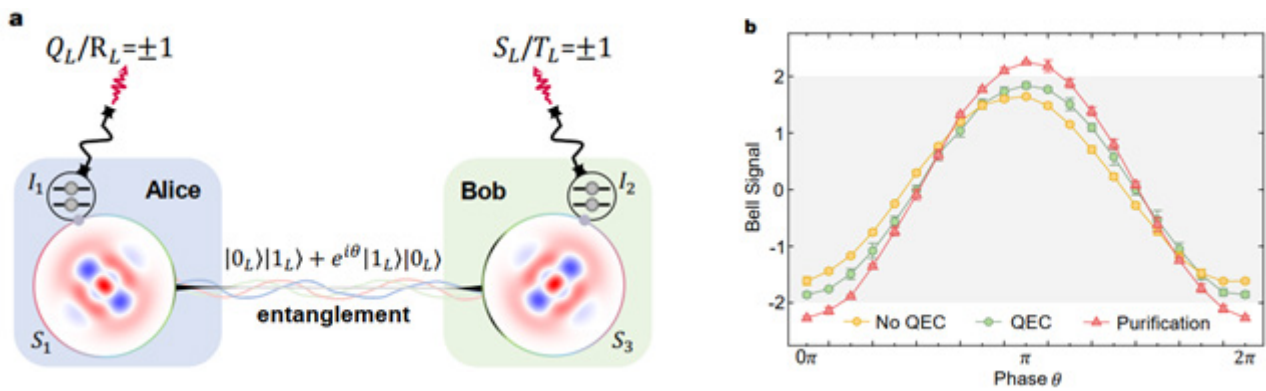 a
Q_L/R_L=±1
S_L/T_L=±1
I_1
Alice
Bob
I_2
|0_L⟩|1_L⟩ + e^{iθ}|1_L⟩|0_L⟩
entanglement
S_1
S_3
b
Bell Signal
2
1
0
-1
-2
No QEC
QEC
Purification
0π
π
2π
Phase θ